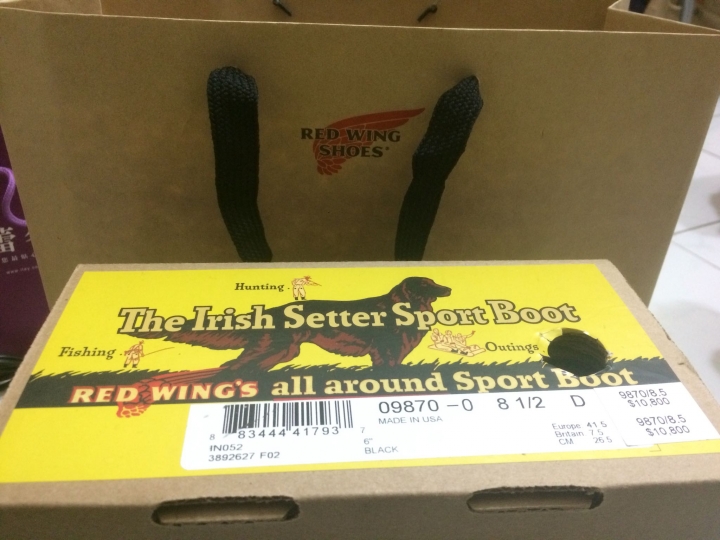 RED WING
SHOES®
Hunting
The Irish Setter Sport Boot
Fishing
Outings
RED WING'S all around Sport Boot
09870 -0 8 1/2 D
MADE IN USA
8 83444 41793 7
6"
BLACK
IN052
3892627 F02
Europe 41.5
Britain 7.5
CM 26.5
9870/8.5
$10,800
9870/8.5
$10,800